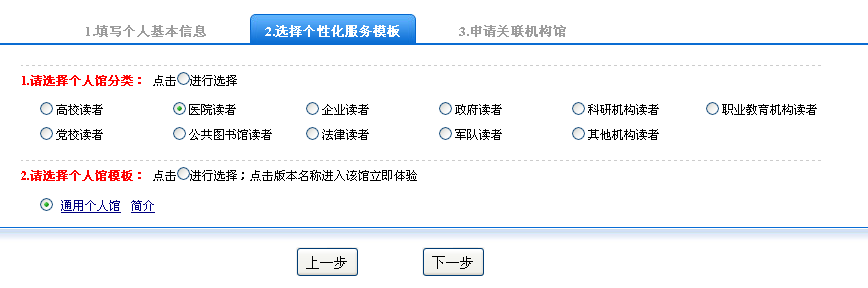 1.填写个人基本信息 2.选择个性化服务模板 3.申请关联机构馆
1.请选择个人馆分类： 点击进行选择
高校读者 医院读者 企业读者 政府读者 科研机构读者 职业教育机构读者
党校读者 公共图书馆读者 法律读者 军队读者 其他机构读者
2.请选择个人馆模板： 点击进行选择；点击版本名称进入该馆立即体验
通用个人馆 简介
上一步 下一步